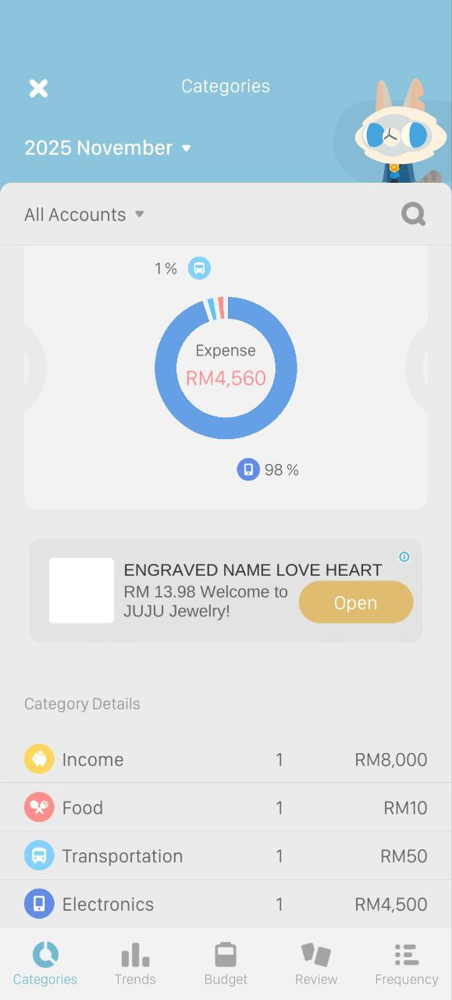 Categories
2025 November
All Accounts
1%
Expense
RM4,560
98%
ENGRAVED NAME LOVE HEART
RM 13.98 Welcome to
JUJU Jewelry!
Open
Category Details
Income 1 RM8,000
Food 1 RM10
Transportation 1 RM50
Electronics 1 RM4,500
Categories Trends Budget Review Frequency